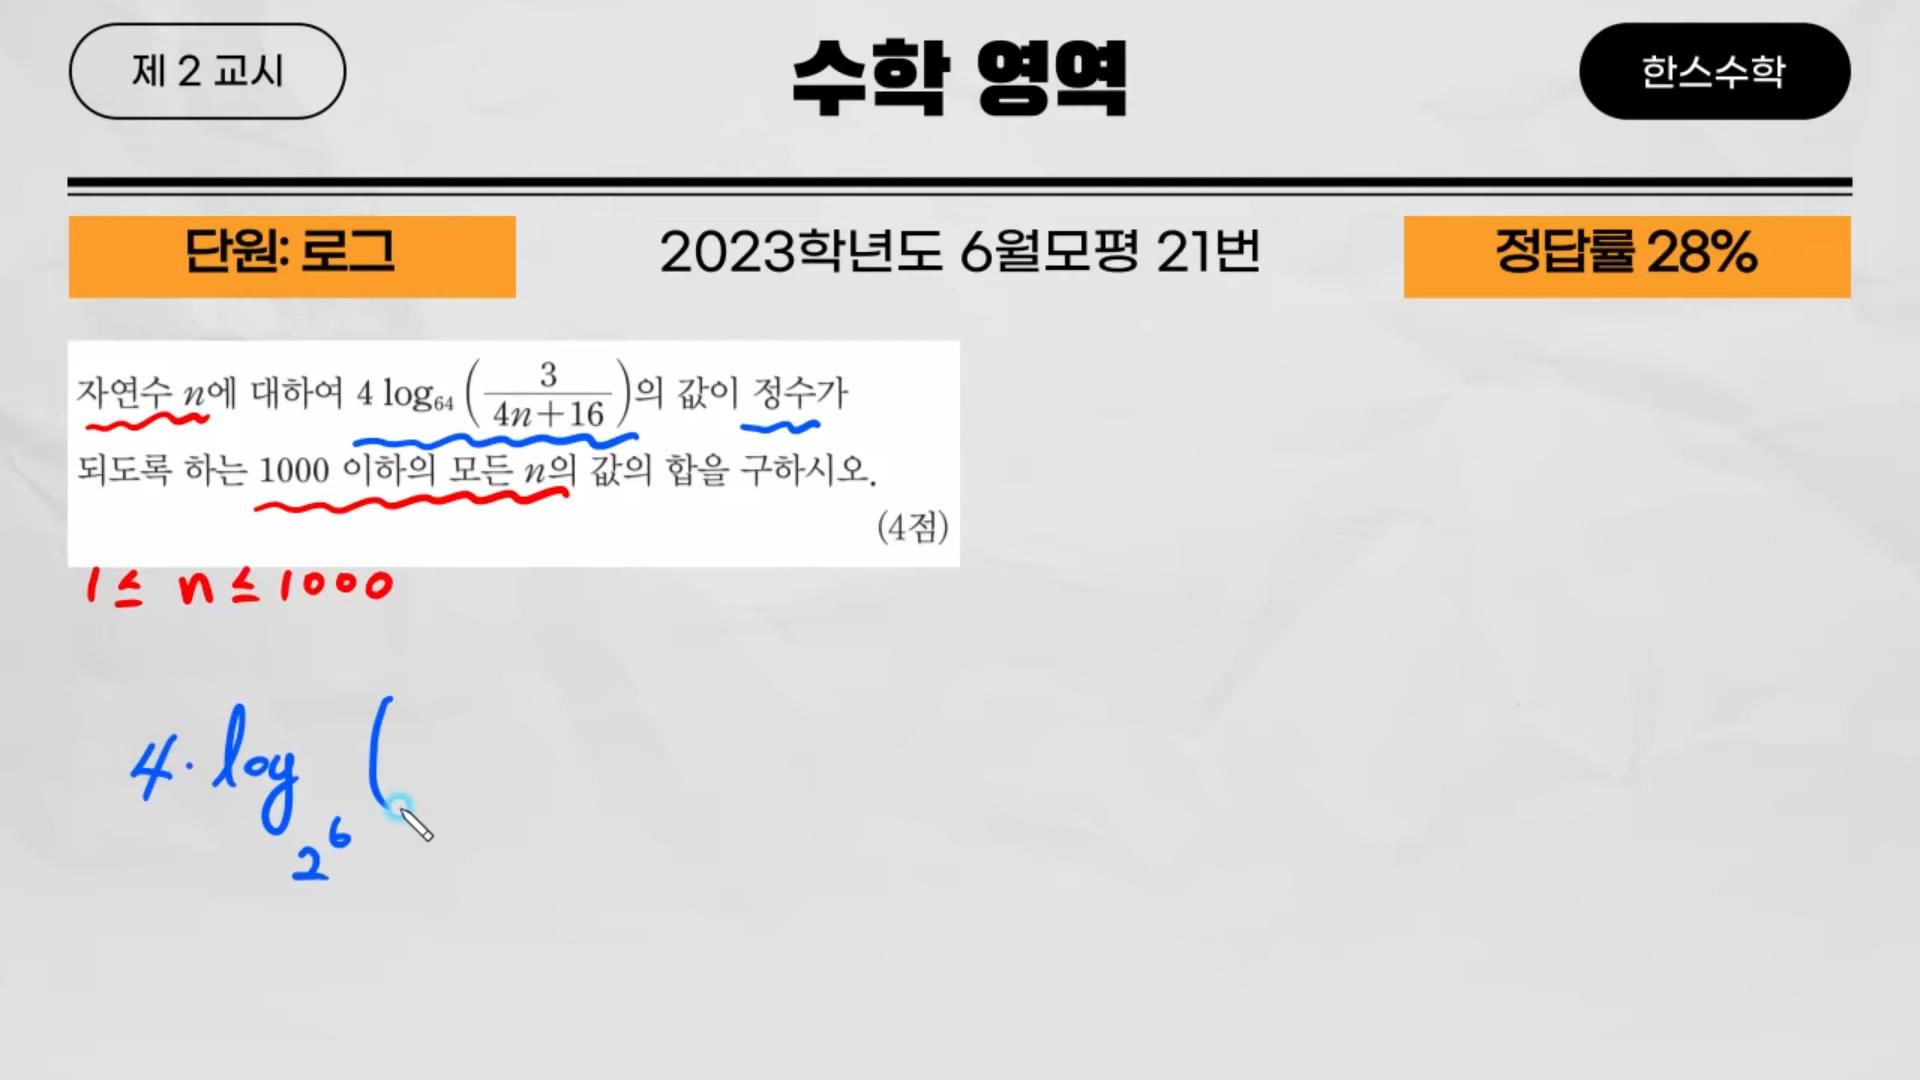 제 2 교시
수학 영역
한스수학
단원: 로그
2023학년도 6월모평 21번
정답률 28%
자연수 n에 대하여 4 log₆₄ (3/(4n+16))의 값이 정수가
되도록 하는 1000 이하의 모든 n의 값의 합을 구하시오.
(4점)
1 ≤ n ≤ 1000
4 · log 2⁶ (